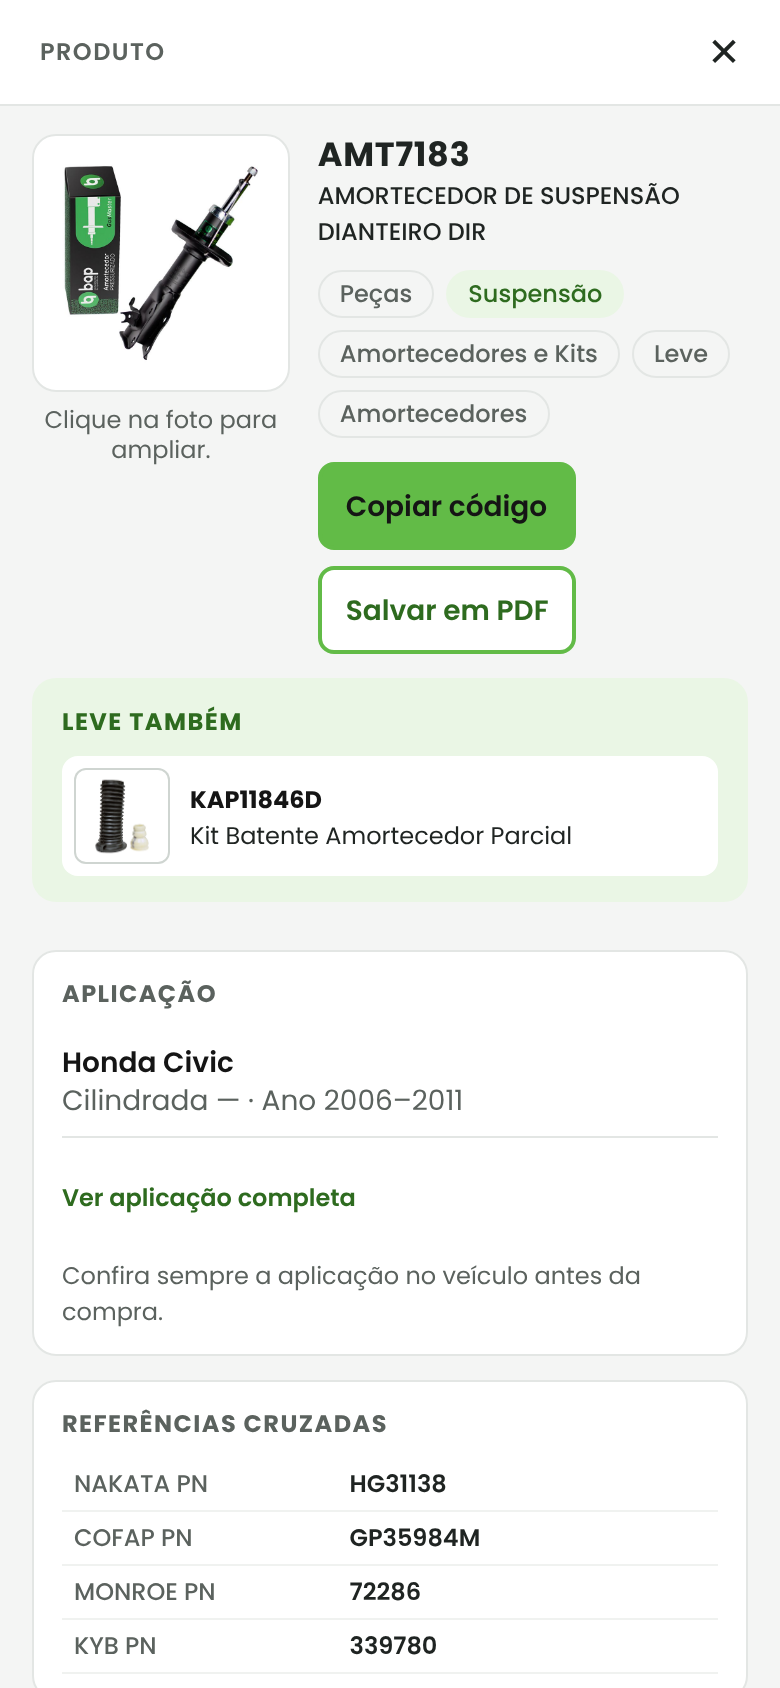 PRODUTO
AMT7183
AMORTECEDOR DE SUSPENSÃO
DIANTEIRO DIR
bap
Amortecedor
PRESSURIZADO
Peças
Suspensão
Amortecedores e Kits
Leve
Amortecedores
Clique na foto para
ampliar.
Copiar código
Salvar em PDF
LEVE TAMBÉM
KAP11846D
Kit Batente Amortecedor Parcial
APLICAÇÃO
Honda Civic
Cilindrada — · Ano 2006–2011
Ver aplicação completa
Confira sempre a aplicação no veículo antes da
compra.
REFERÊNCIAS CRUZADAS
NAKATA PN HG31138
COFAP PN GP35984M
MONROE PN 72286
KYB PN 339780